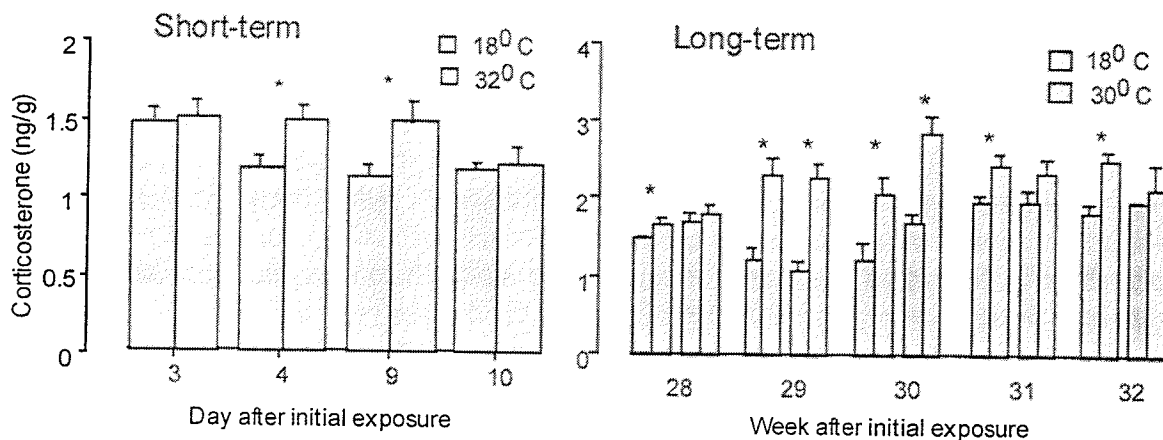 Short-term
18⁰ C
32⁰ C
Corticosterone (ng/g)
2
1.5
1
0.5
0
* *
3 4 9 10
Day after initial exposure
Long-term
18⁰ C
30⁰ C
4
3
2
1
0
* * * * * * *
28 29 30 31 32
Week after initial exposure